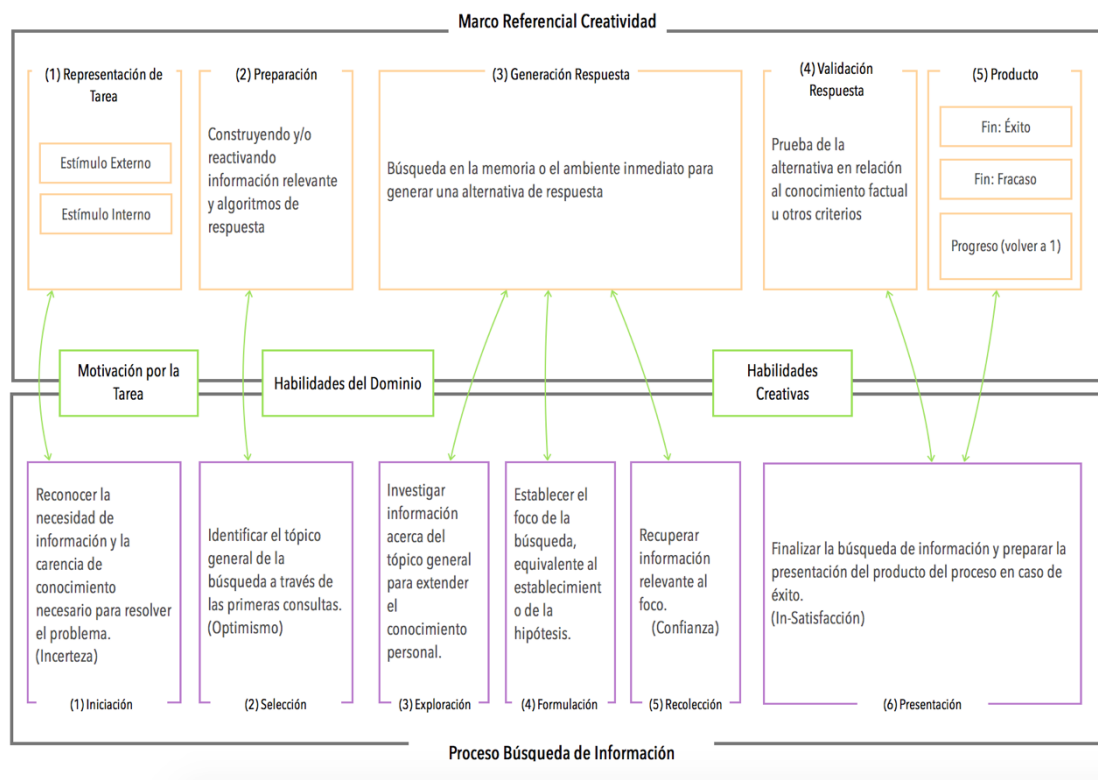 Marco Referencial Creatividad
(1) Representación de
Tarea
Estímulo Externo
Estímulo Interno
(2) Preparación
Construyendo y/o
reactivando
información relevante
y algoritmos de
respuesta
(3) Generación Respuesta
Búsqueda en la memoria o el ambiente inmediato para
generar una alternativa de respuesta
(4) Validación
Respuesta
Prueba de la
alternativa en relación
al conocimiento factual
u otros criterios
(5) Producto
Fin: Éxito
Fin: Fracaso
Progreso (volver a 1)
Motivación por la
Tarea
Habilidades del Dominio
Habilidades
Creativas
Reconocer la
necesidad de
información y la
carencia de
conocimiento
necesario para resolver
el problema.
(Incerteza)
(1) Iniciación
Identificar el tópico
general de la
búsqueda a través de
las primeras consultas.
(Optimismo)
(2) Selección
Investigar
información
acerca del
tópico general
para extender
el
conocimiento
personal.
(3) Exploración
Establecer el
foco de la
búsqueda,
equivalente al
establecimient
o de la
hipótesis.
(4) Formulación
Recuperar
información
relevante al
foco.
(Confianza)
(5) Recolección
Finalizar la búsqueda de información y preparar la
presentación del producto del proceso en caso de
éxito.
(In-Satisfacción)
(6) Presentación
Proceso Búsqueda de Información